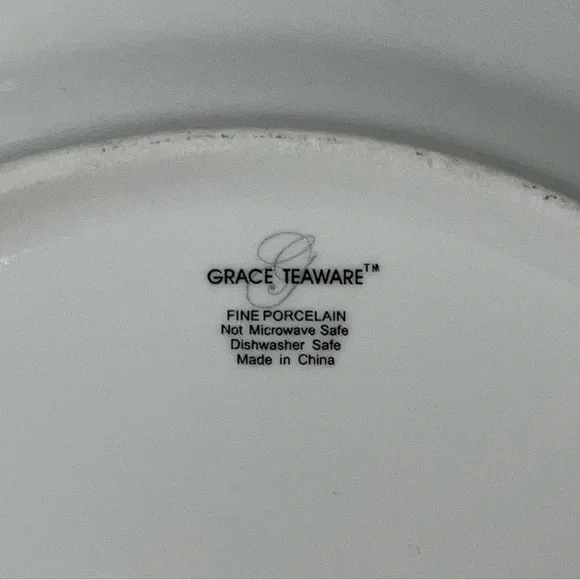 G
GRACE TEAWARE™
FINE PORCELAIN
Not Microwave Safe
Dishwasher Safe
Made in China